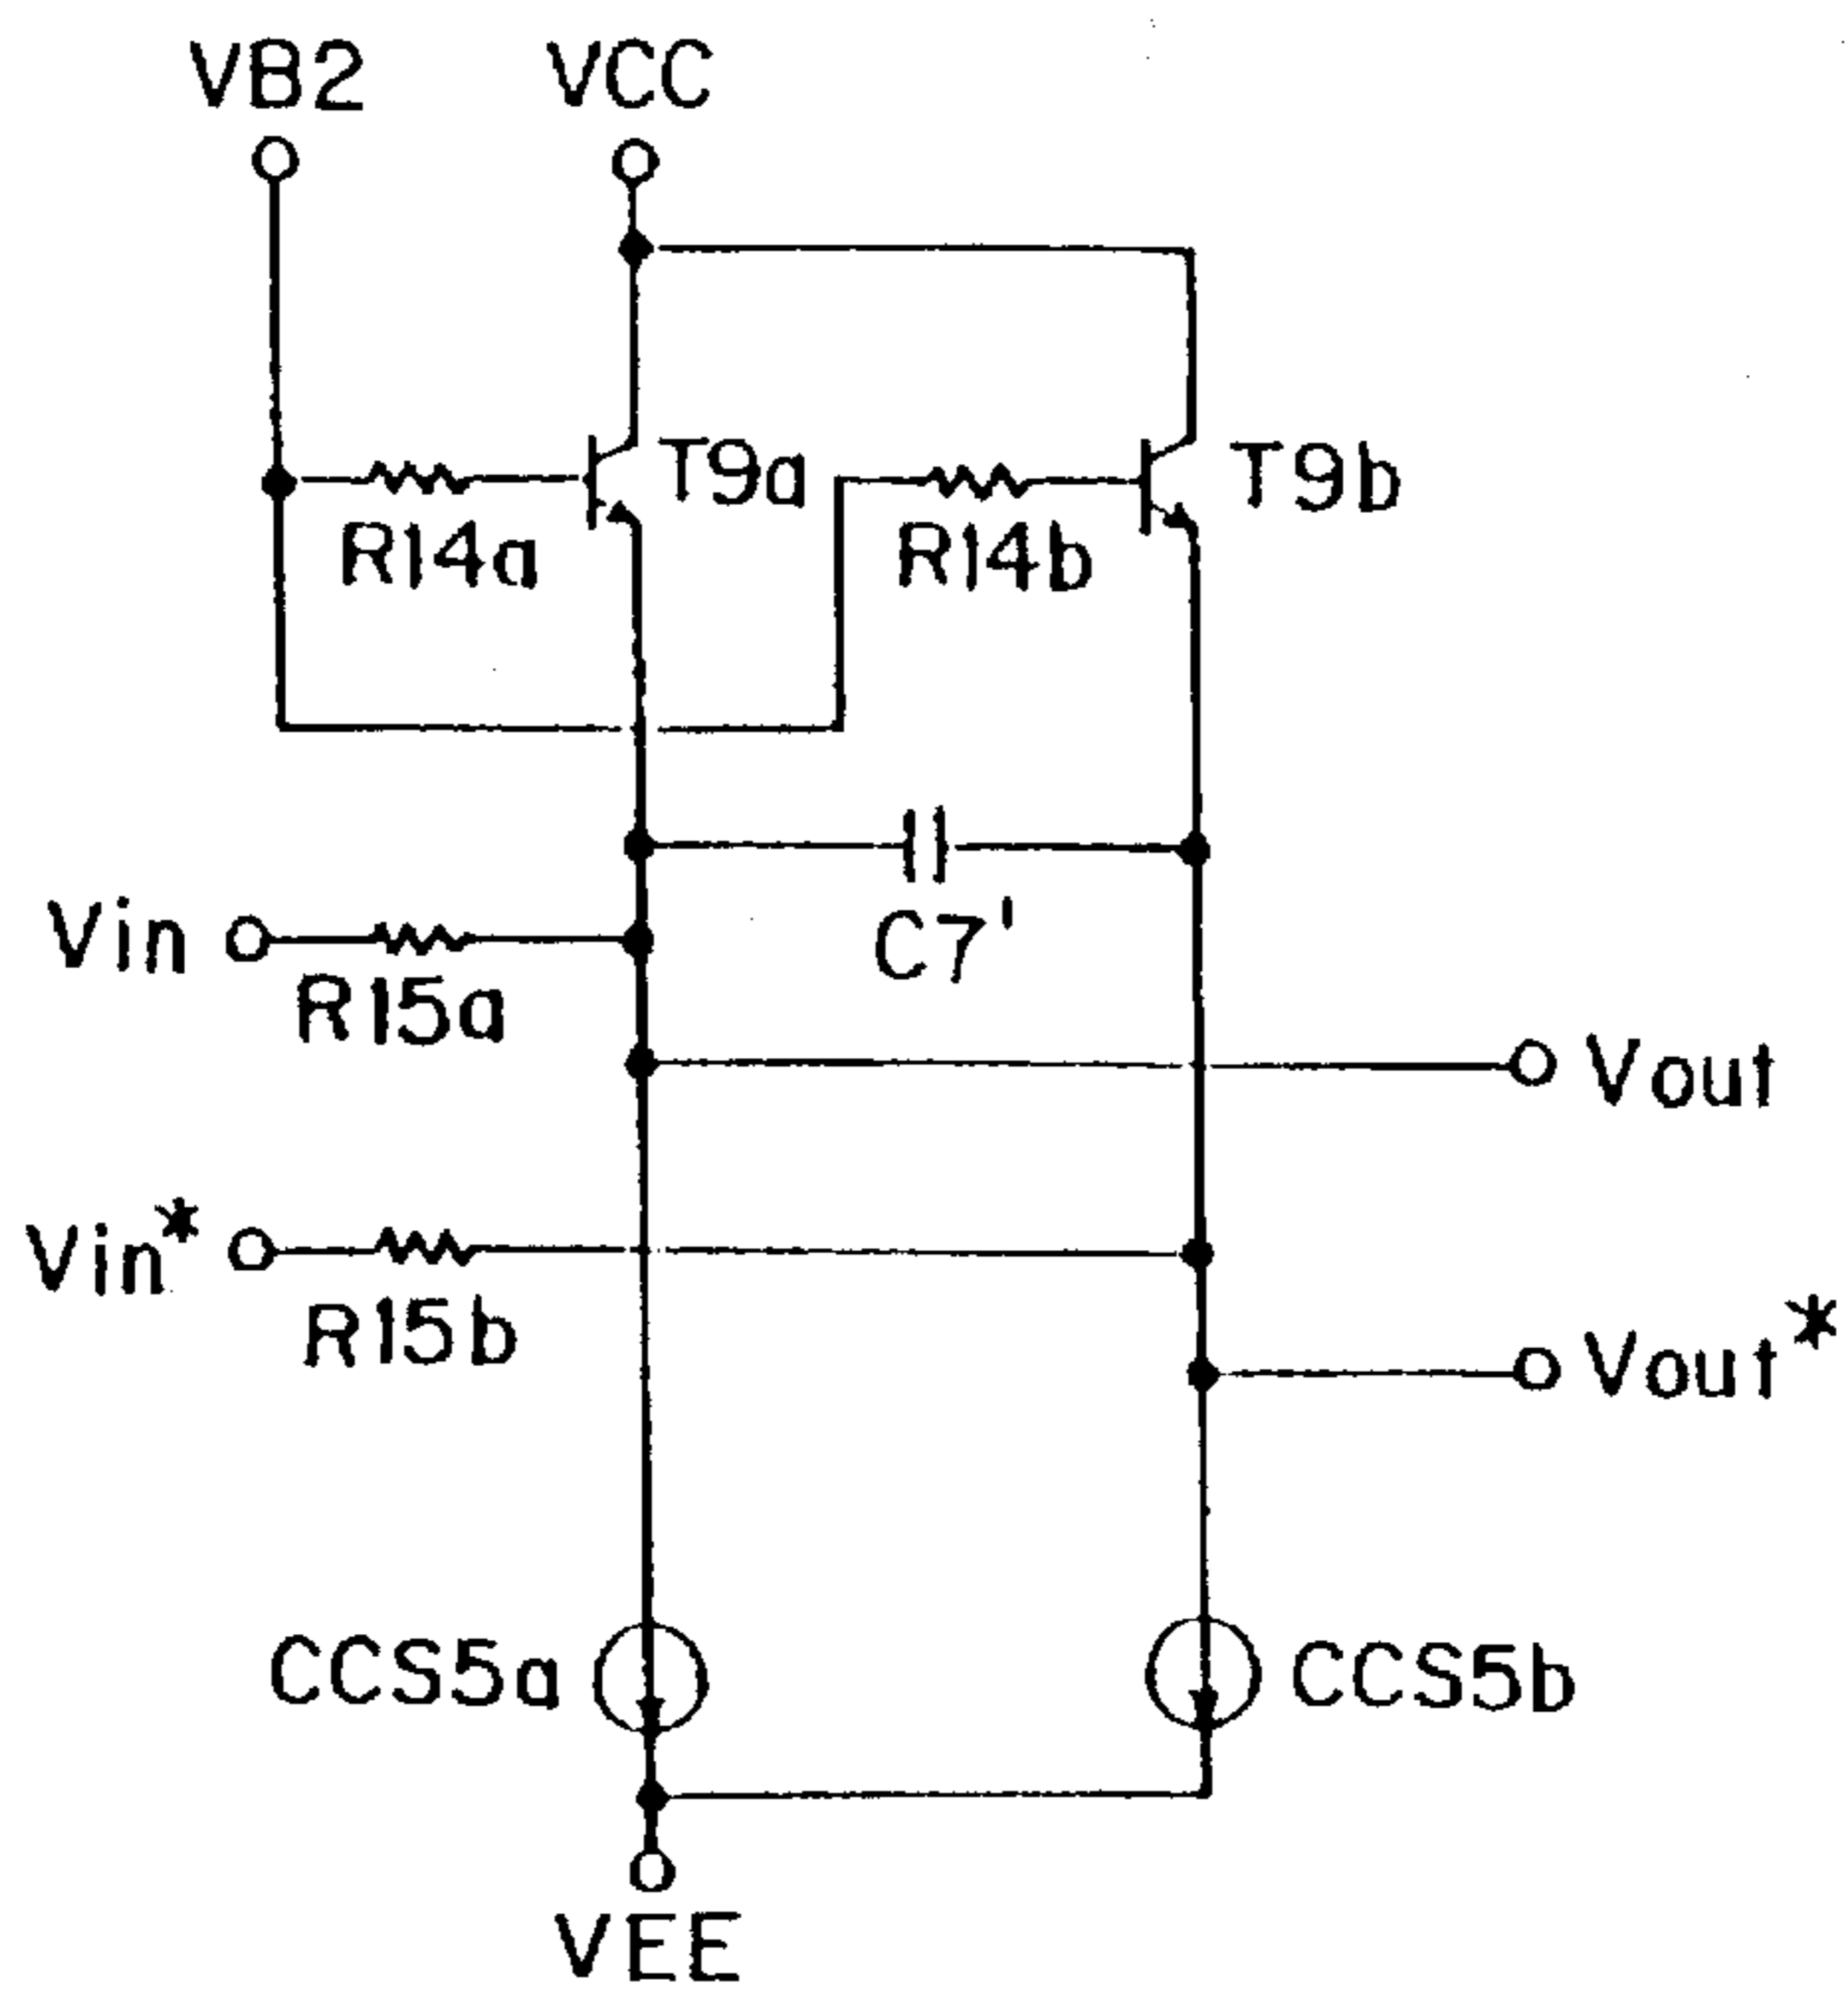 VB2 VCC
T9a T9b
R14a R14b
Vin C7'
R15a
Vout
Vin*
R15b
Vout*
CCS5a CCS5b
VEE